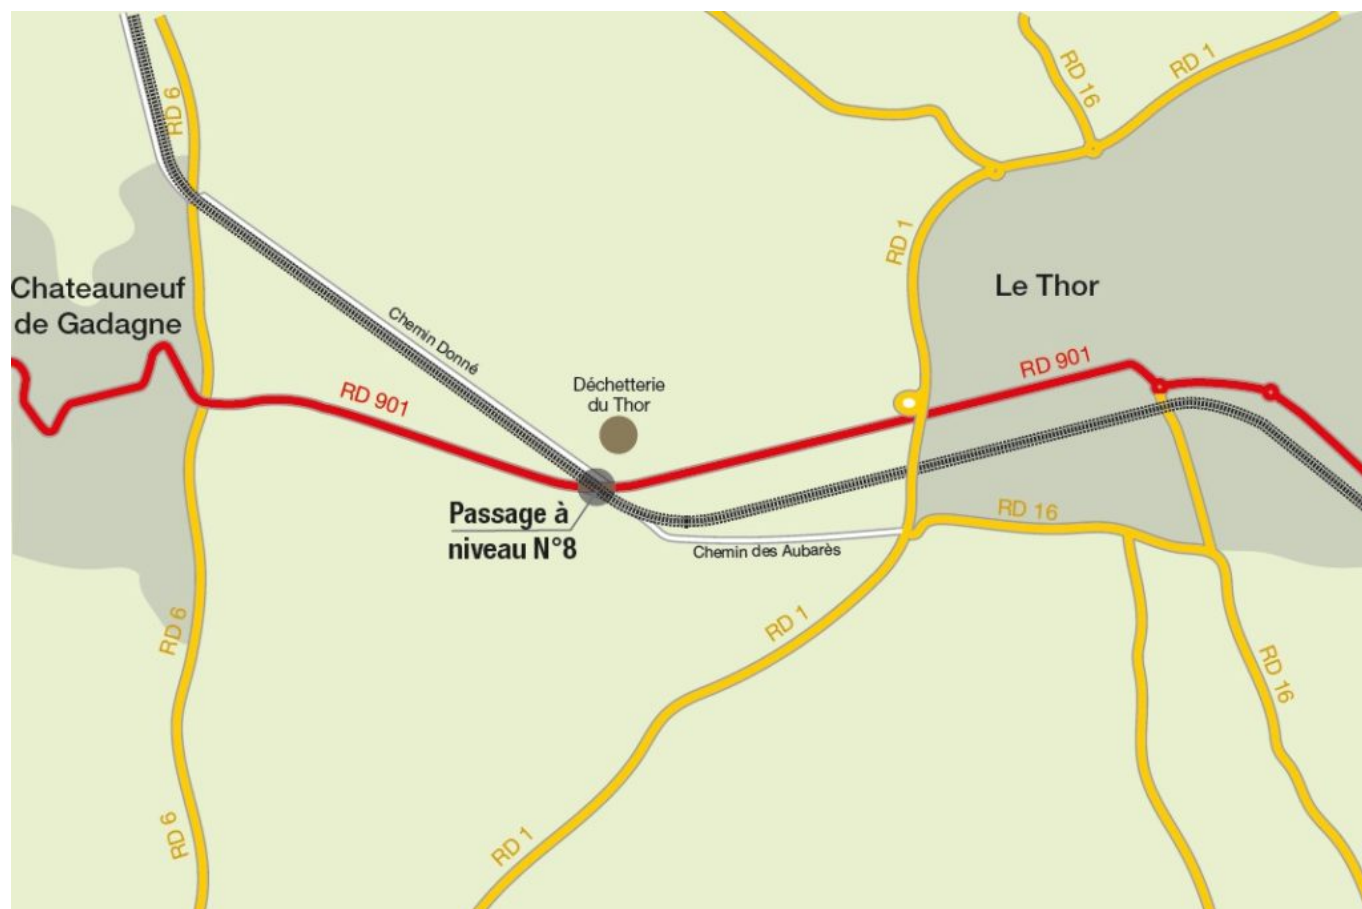 RD 6
RD 16
RD 1
RD 1
Chateauneuf
de Gadagne
Le Thor
Chemin Donné
RD 901
Déchetterie
du Thor
RD 901
Passage à
niveau N°8
RD 16
Chemin des Aubarès
RD 6
RD 1
RD 16
RD 6
RD 1